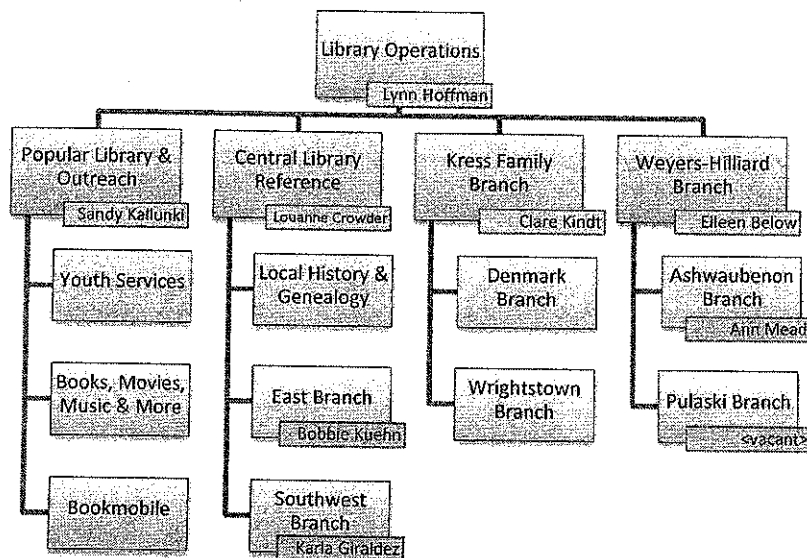 Library Operations
Lynn Hoffman
Popular Library &
Outreach
Sandy Kallunki
Youth Services
Books, Movies,
Music & More
Bookmobile
Central Library
Reference
Louanne Crowder
Local History &
Genealogy
East Branch
Bobbie Kuehn
Southwest
Branch
Karla Giraldez
Kress Family
Branch
Clare Kindt
Denmark
Branch
Wrightstown
Branch
Weyers-Hilliard
Branch
Eileen Below
Ashwaubenon
Branch
Ann Mead
Pulaski Branch
<vacant>